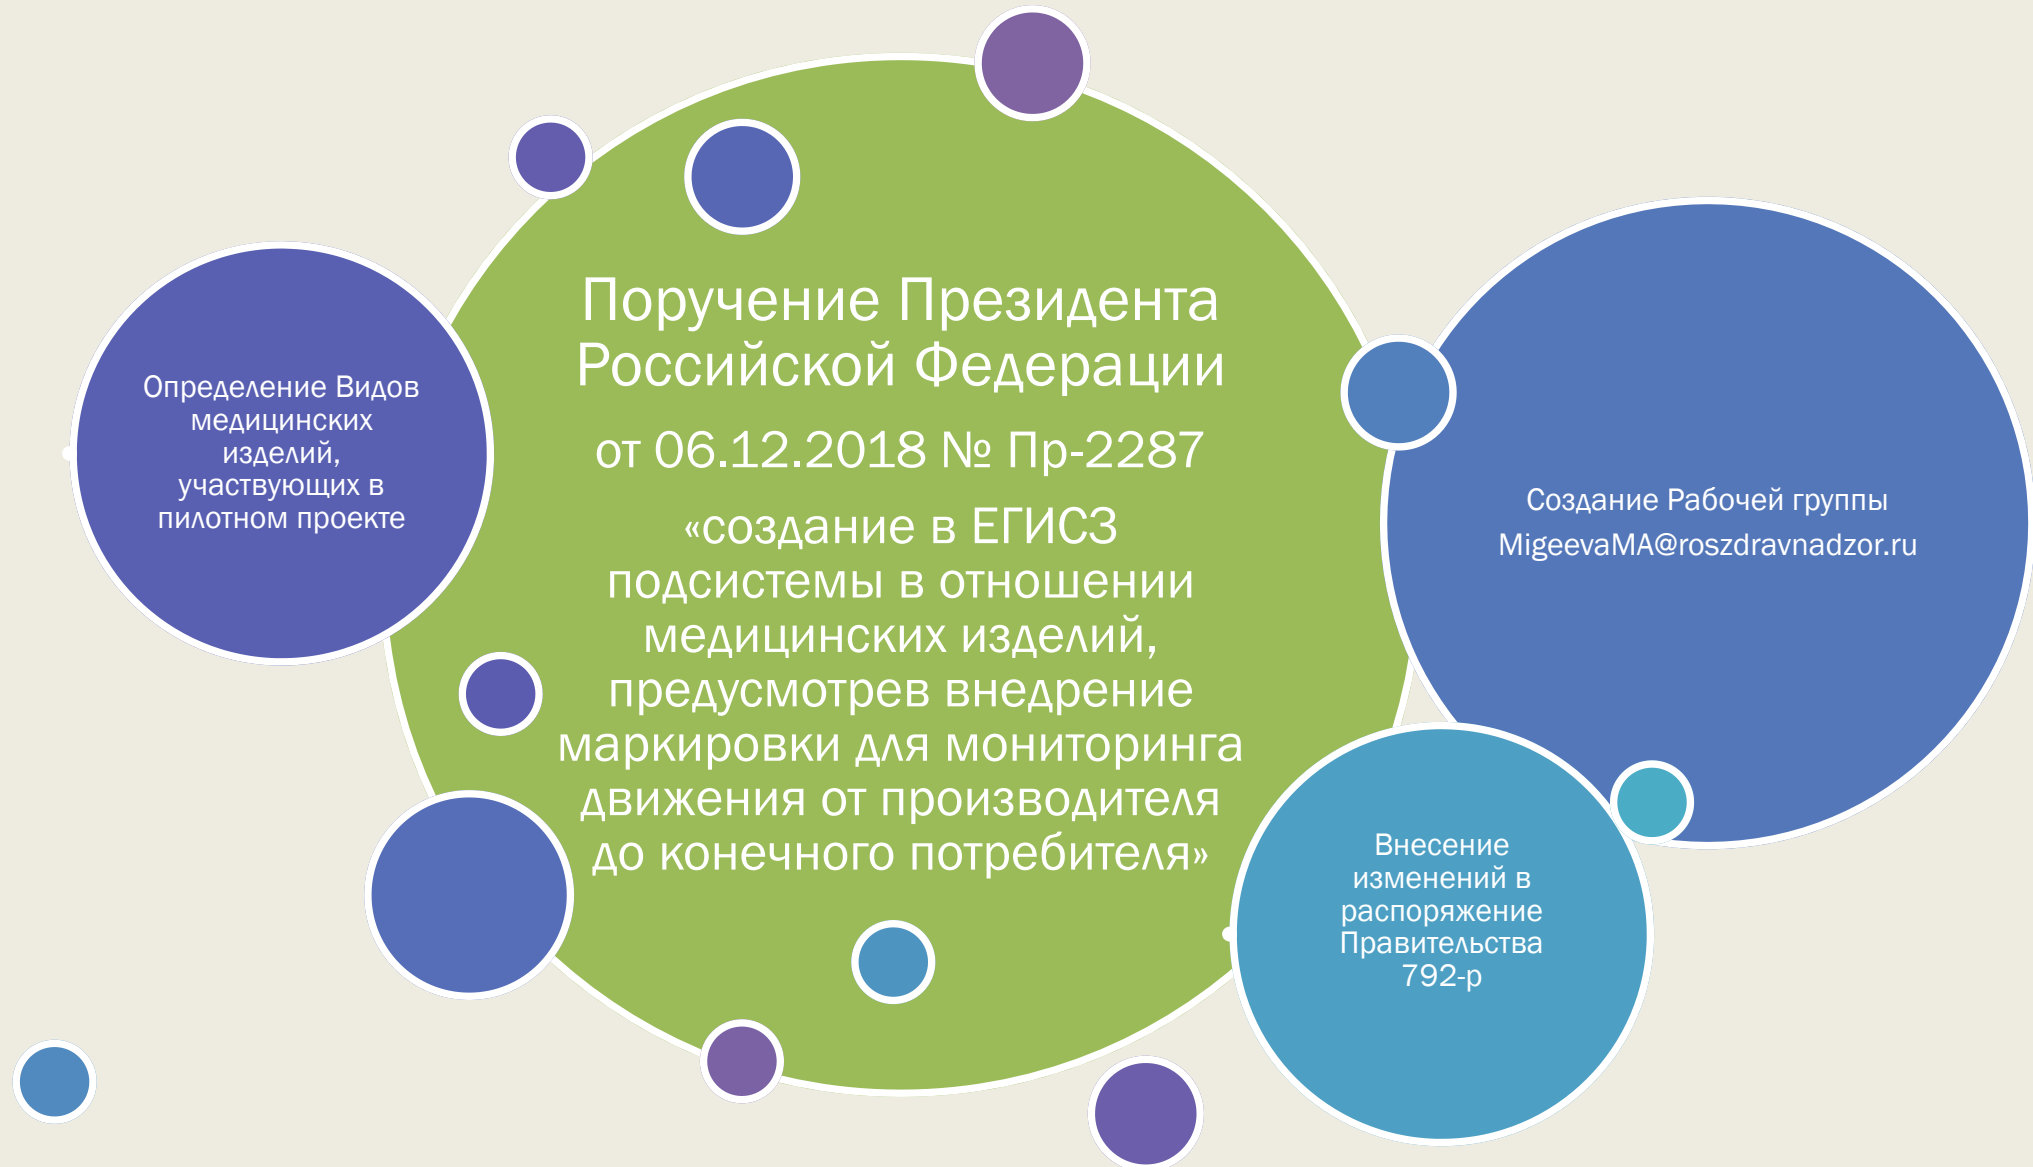 Поручение Президента
Российской Федерации
от 06.12.2018 № Пр-2287
«создание в ЕГИСЗ
подсистемы в отношении
медицинских изделий,
предусмотрев внедрение
маркировки для мониторинга
движения от производителя
до конечного потребителя»
Определение Видов
медицинских
изделий,
участвующих в
пилотном проекте
Создание Рабочей группы
MigeevaMA@roszdravnadzor.ru
Внесение
изменений в
распоряжение
Правительства
792-р